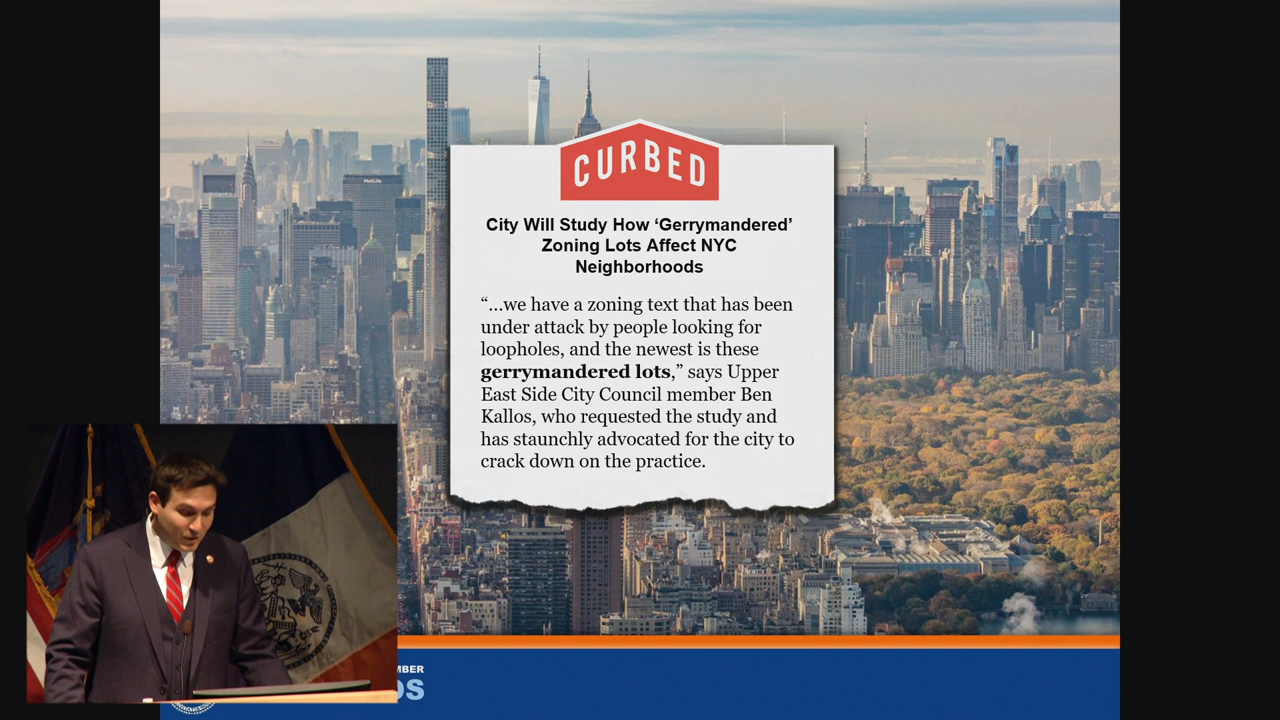 MetLife
CURBED
City Will Study How ‘Gerrymandered’
Zoning Lots Affect NYC
Neighborhoods
“…we have a zoning text that has been
under attack by people looking for
loopholes, and the newest is these
gerrymandered lots,” says Upper
East Side City Council member Ben
Kallos, who requested the study and
has staunchly advocated for the city to
crack down on the practice.
MBER
OS